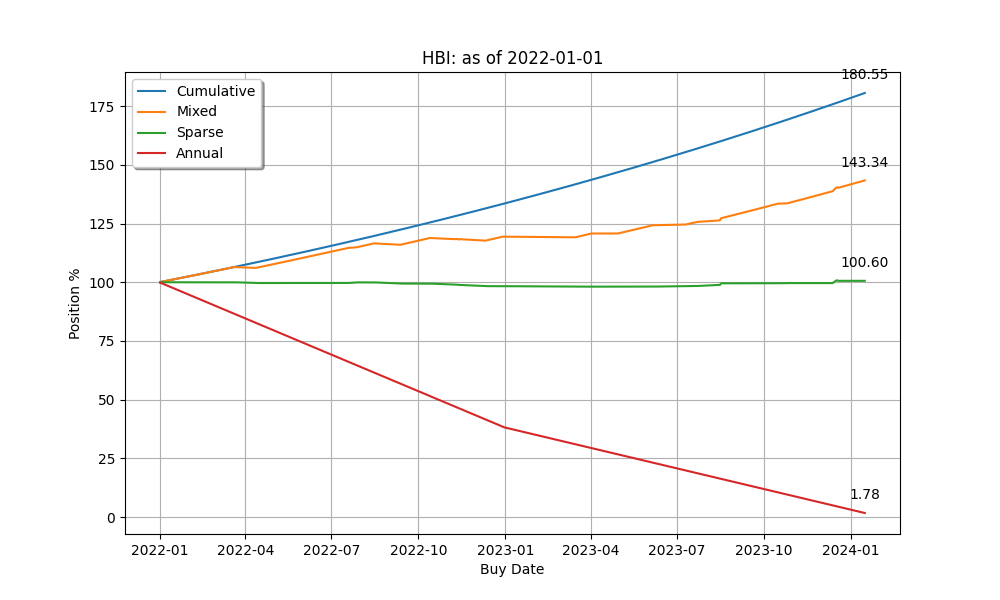 HBI: as of 2022-01-01
Cumulative
Mixed
Sparse
Annual
180.55
143.34
100.60
1.78
175
150
125
100
75
50
25
0
Position %
2022-01 2022-04 2022-07 2022-10 2023-01 2023-04 2023-07 2023-10 2024-01
Buy Date